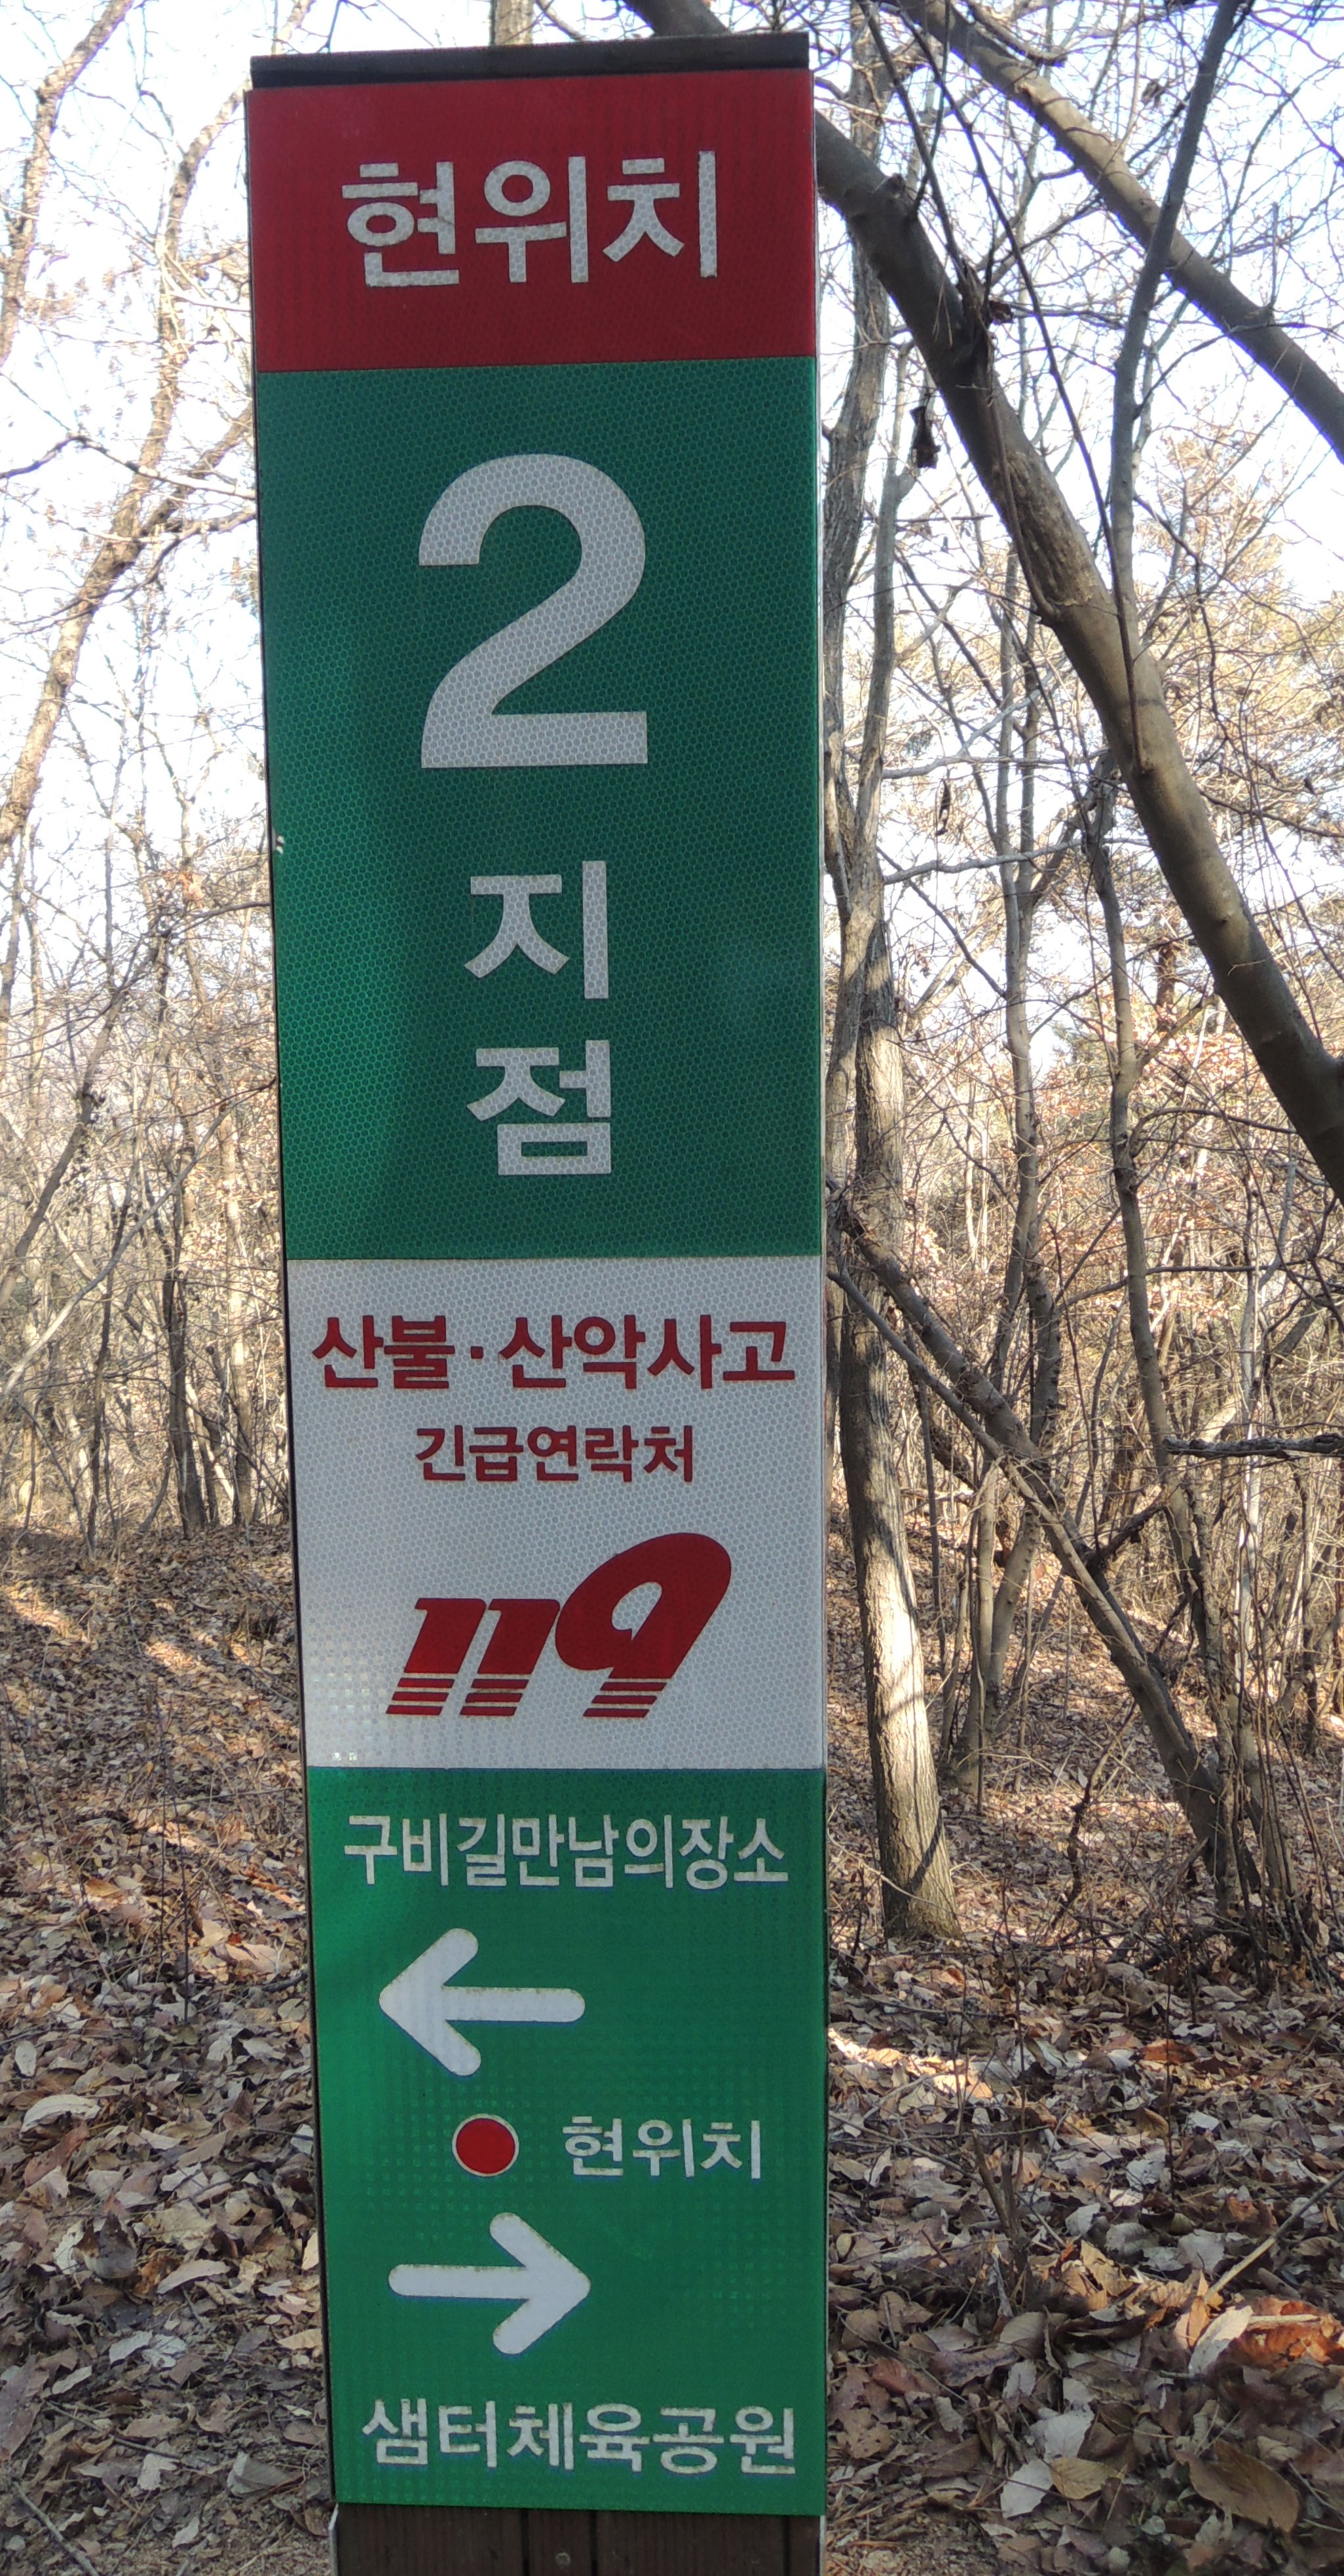 현위치
2
지
점
산불·산악사고
긴급연락처
119
구비길만남의장소
현위치
샘터체육공원